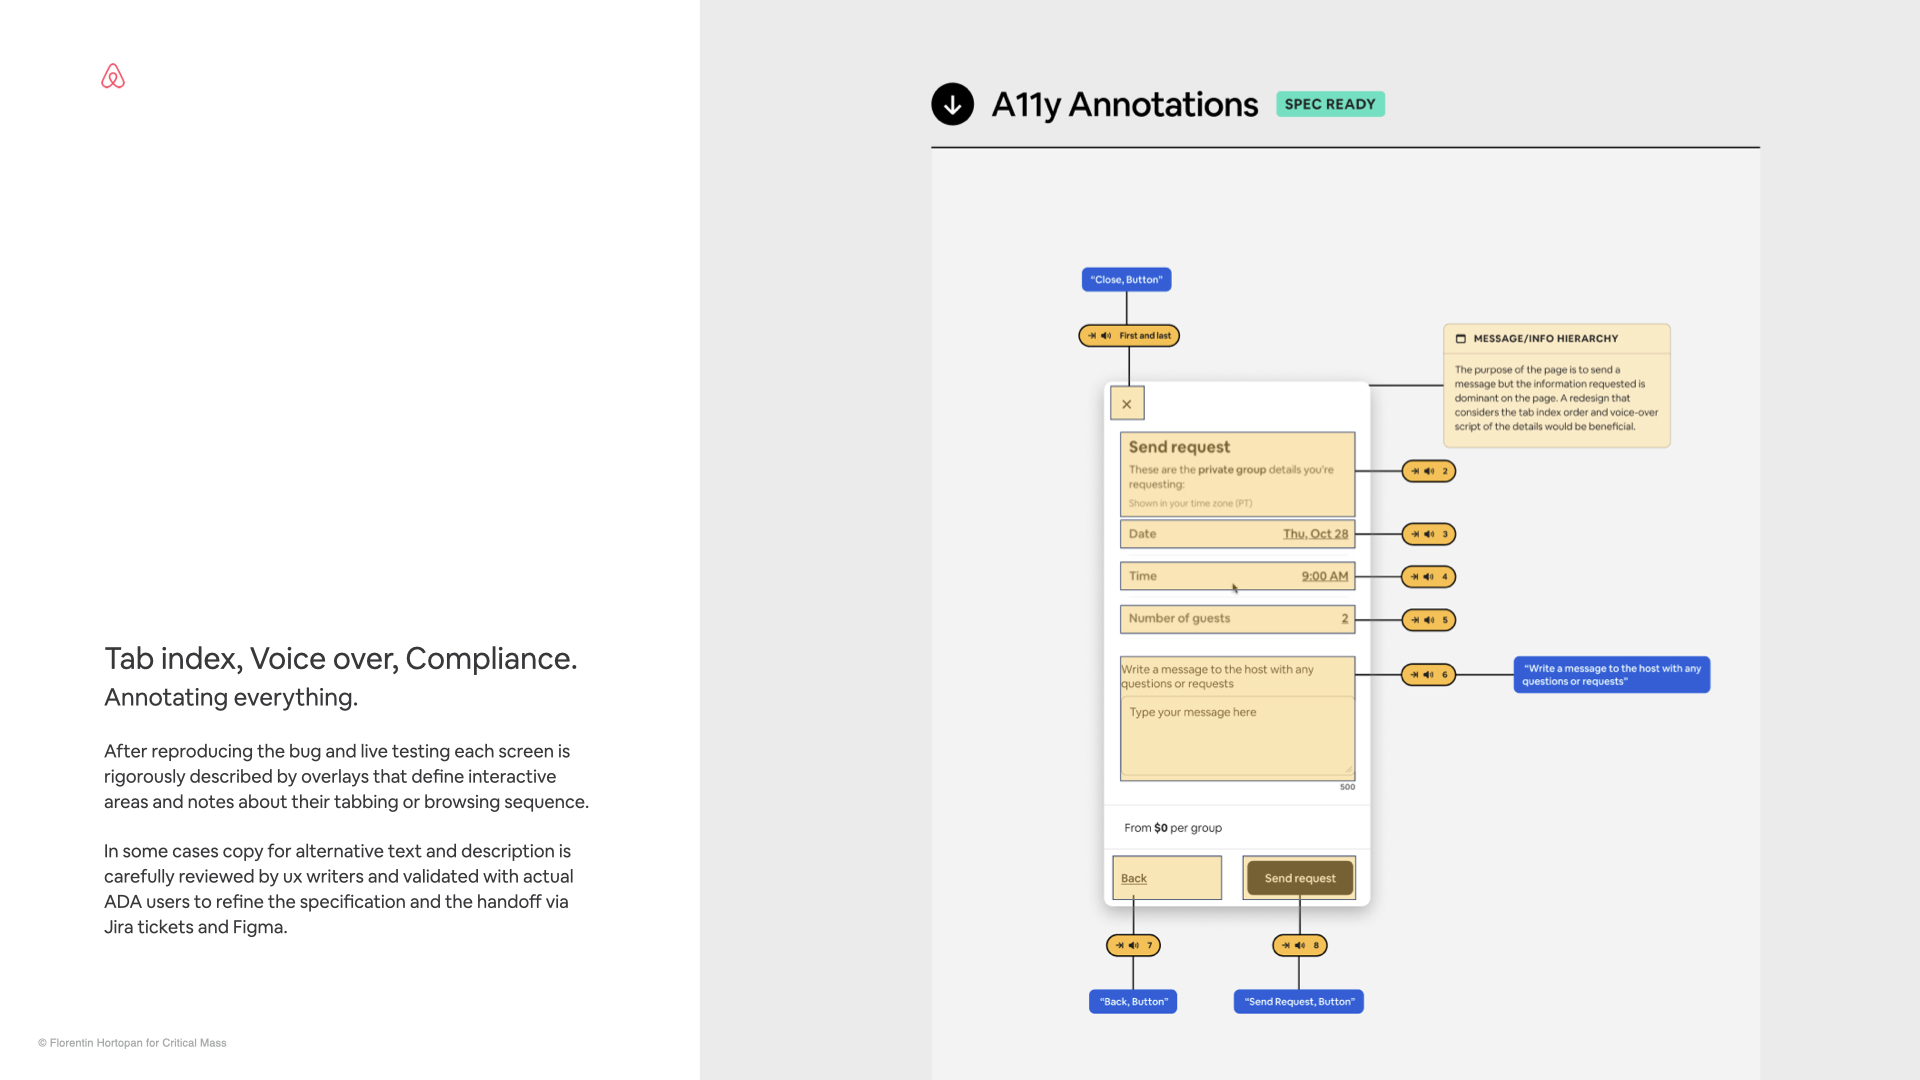 Tab index, Voice over, Compliance.
Annotating everything.
After reproducing the bug and live testing each screen is
rigorously described by overlays that define interactive
areas and notes about their tabbing or browsing sequence.
In some cases copy for alternative text and description is
carefully reviewed by ux writers and validated with actual
ADA users to refine the specification and the handoff via
Jira tickets and Figma.
© Florentin Hortopan for Critical Mass
A11y Annotations
SPEC READY
“Close, Button”
First and last
MESSAGE/INFO HIERARCHY
The purpose of the page is to send a
message but the information requested is
dominant on the page. A redesign that
considers the tab index order and voice-over
script of the details would be beneficial.
Send request
These are the private group details you’re
requesting:
Shown in your time zone (PT)
2
Date Thu, Oct 28
3
Time 9:00 AM
4
Number of guests 2
5
Write a message to the host with any
questions or requests
6
“Write a message to the host with any
questions or requests”
Type your message here
500
From $0 per group
Back
Send request
7
8
“Back, Button”
“Send Request, Button”